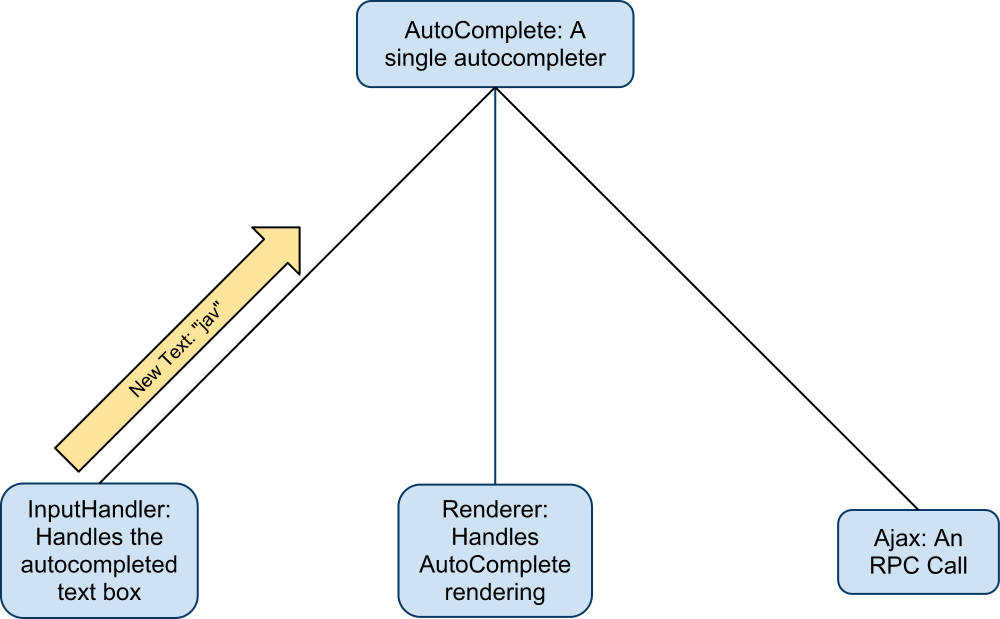 AutoComplete: A
single autocompleter
New Text: "jav"
InputHandler:
Handles the
autocompleted
text box
Renderer:
Handles
AutoComplete
rendering
Ajax: An
RPC Call